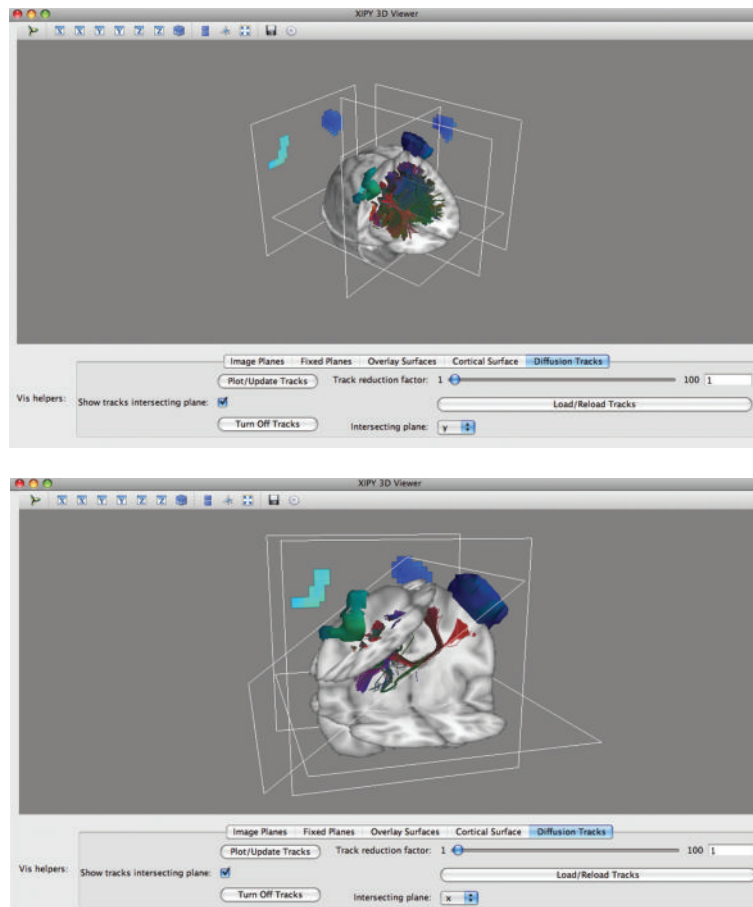 XIPY 3D Viewer
X X Y Y Z Z
Image Planes Fixed Planes Overlay Surfaces Cortical Surface Diffusion Tracks
Plot/Update Tracks Track reduction factor: 1 100 1
Vis helpers: Show tracks intersecting plane: Load/Reload Tracks
Turn Off Tracks Intersecting plane: y
XIPY 3D Viewer
X X Y Y Z Z
Image Planes Fixed Planes Overlay Surfaces Cortical Surface Diffusion Tracks
Plot/Update Tracks Track reduction factor: 1 100 1
Vis helpers: Show tracks intersecting plane: Load/Reload Tracks
Turn Off Tracks Intersecting plane: x